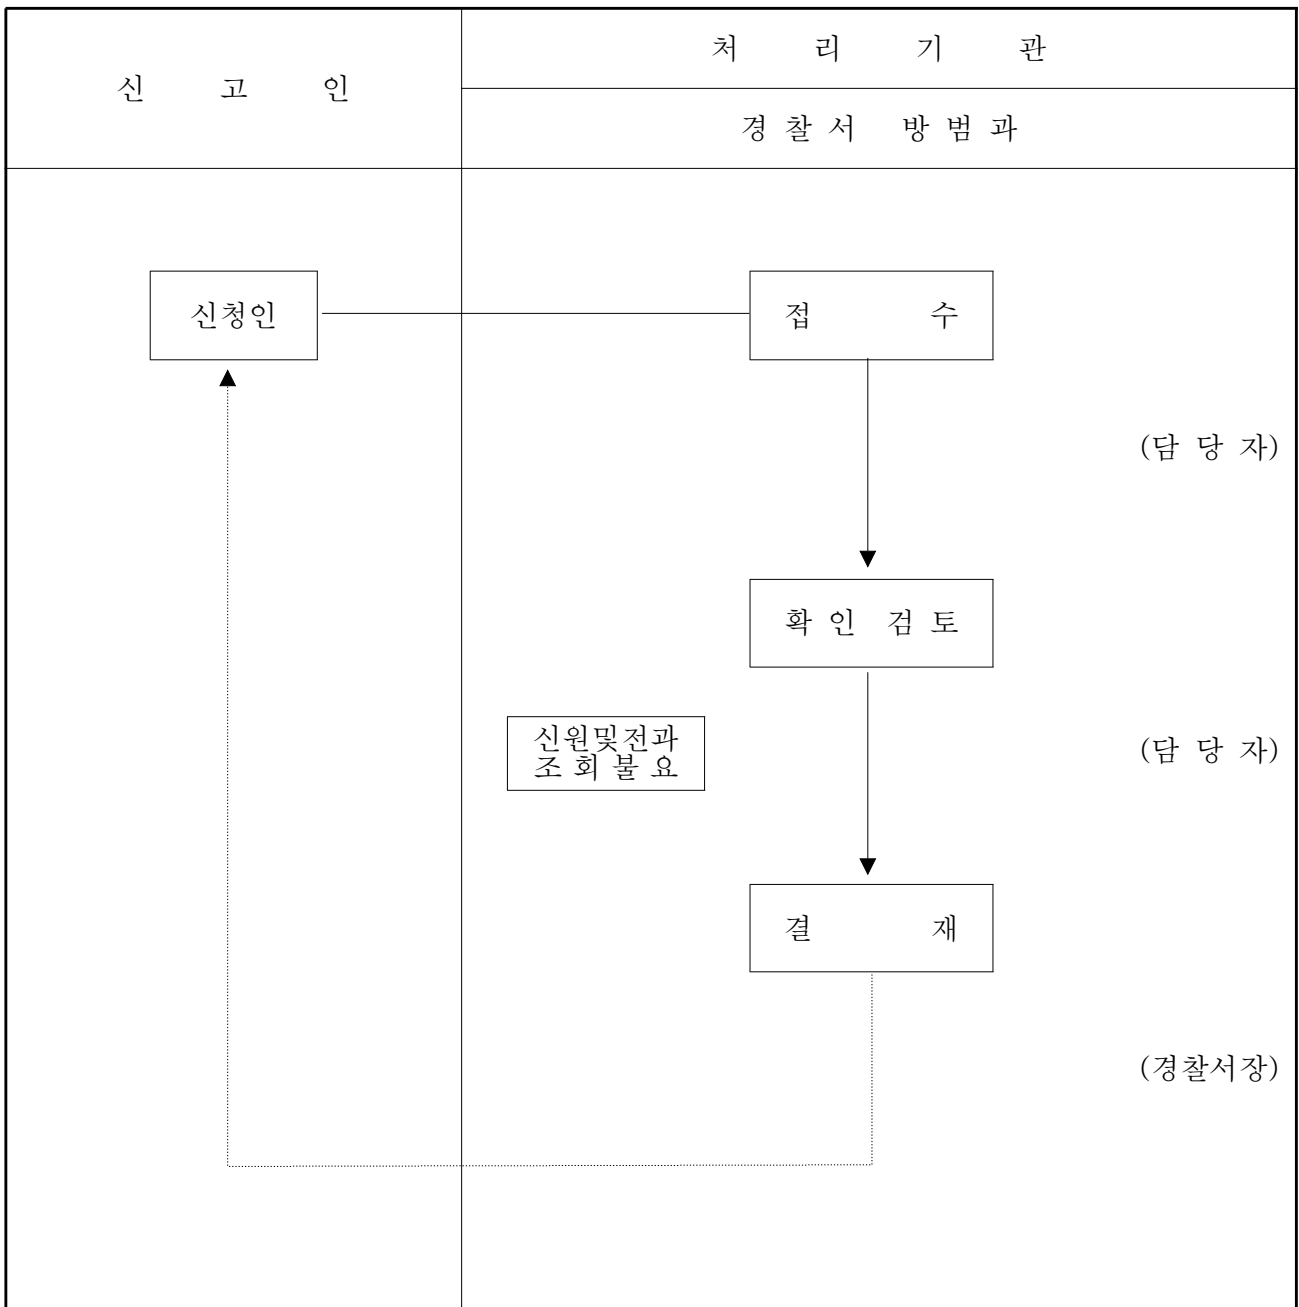 처 리 기 관
신 고 인
경 찰 서 방 범 과
신청인
접 수
(담 당 자)
확 인 검 토
신원및전과
조 회 불 요
(담 당 자)
결 재
(경찰서장)